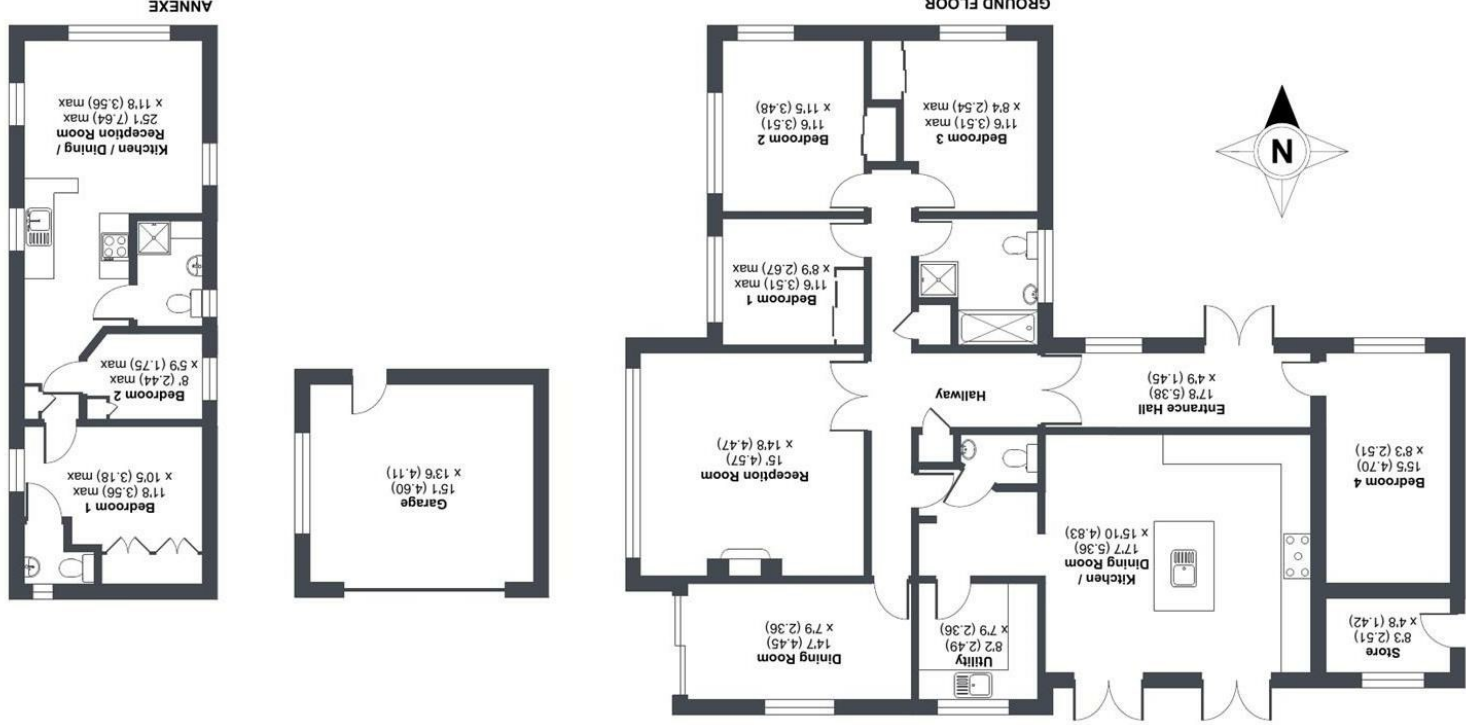 Store
8'3 (2.51)
x 4'8 (1.42)
Utility
8'2 (2.49)
x 7'9 (2.36)
Dining Room
14'7 (4.45)
x 7'9 (2.36)
Kitchen /
Dining Room
17'7 (5.36)
x 15'10 (4.83)
Bedroom 4
15'5 (4.70)
x 8'3 (2.51)
Reception Room
15' (4.57)
x 14'8 (4.47)
Entrance Hall
17'8 (5.38)
x 4'9 (1.45)
Hallway
Bedroom 1
11'6 (3.51) max
x 8'9 (2.67) max
Bedroom 3
11'6 (3.51) max
x 8'4 (2.54) max
Bedroom 2
11'6 (3.51)
x 11'5 (3.48)
N
GROUND FLOOR
Garage
15'1 (4.60)
x 13'6 (4.11)
Bedroom 1
11'8 (3.56) max
x 10'5 (3.18) max
Bedroom 2
8' (2.44) max
x 5'9 (1.75) max
Kitchen / Dining /
Reception Room
25'1 (7.64) max
x 11'8 (3.56) max
ANNEXE